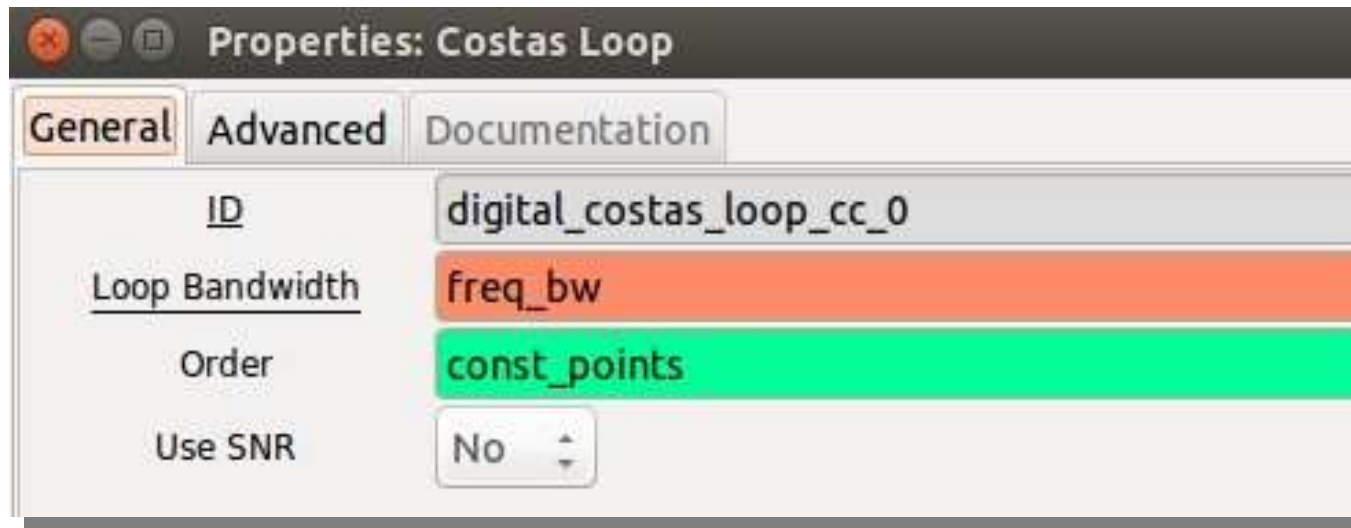 Properties: Costas Loop
General Advanced Documentation
ID digital_costas_loop_cc_0
Loop Bandwidth freq_bw
Order const_points
Use SNR No